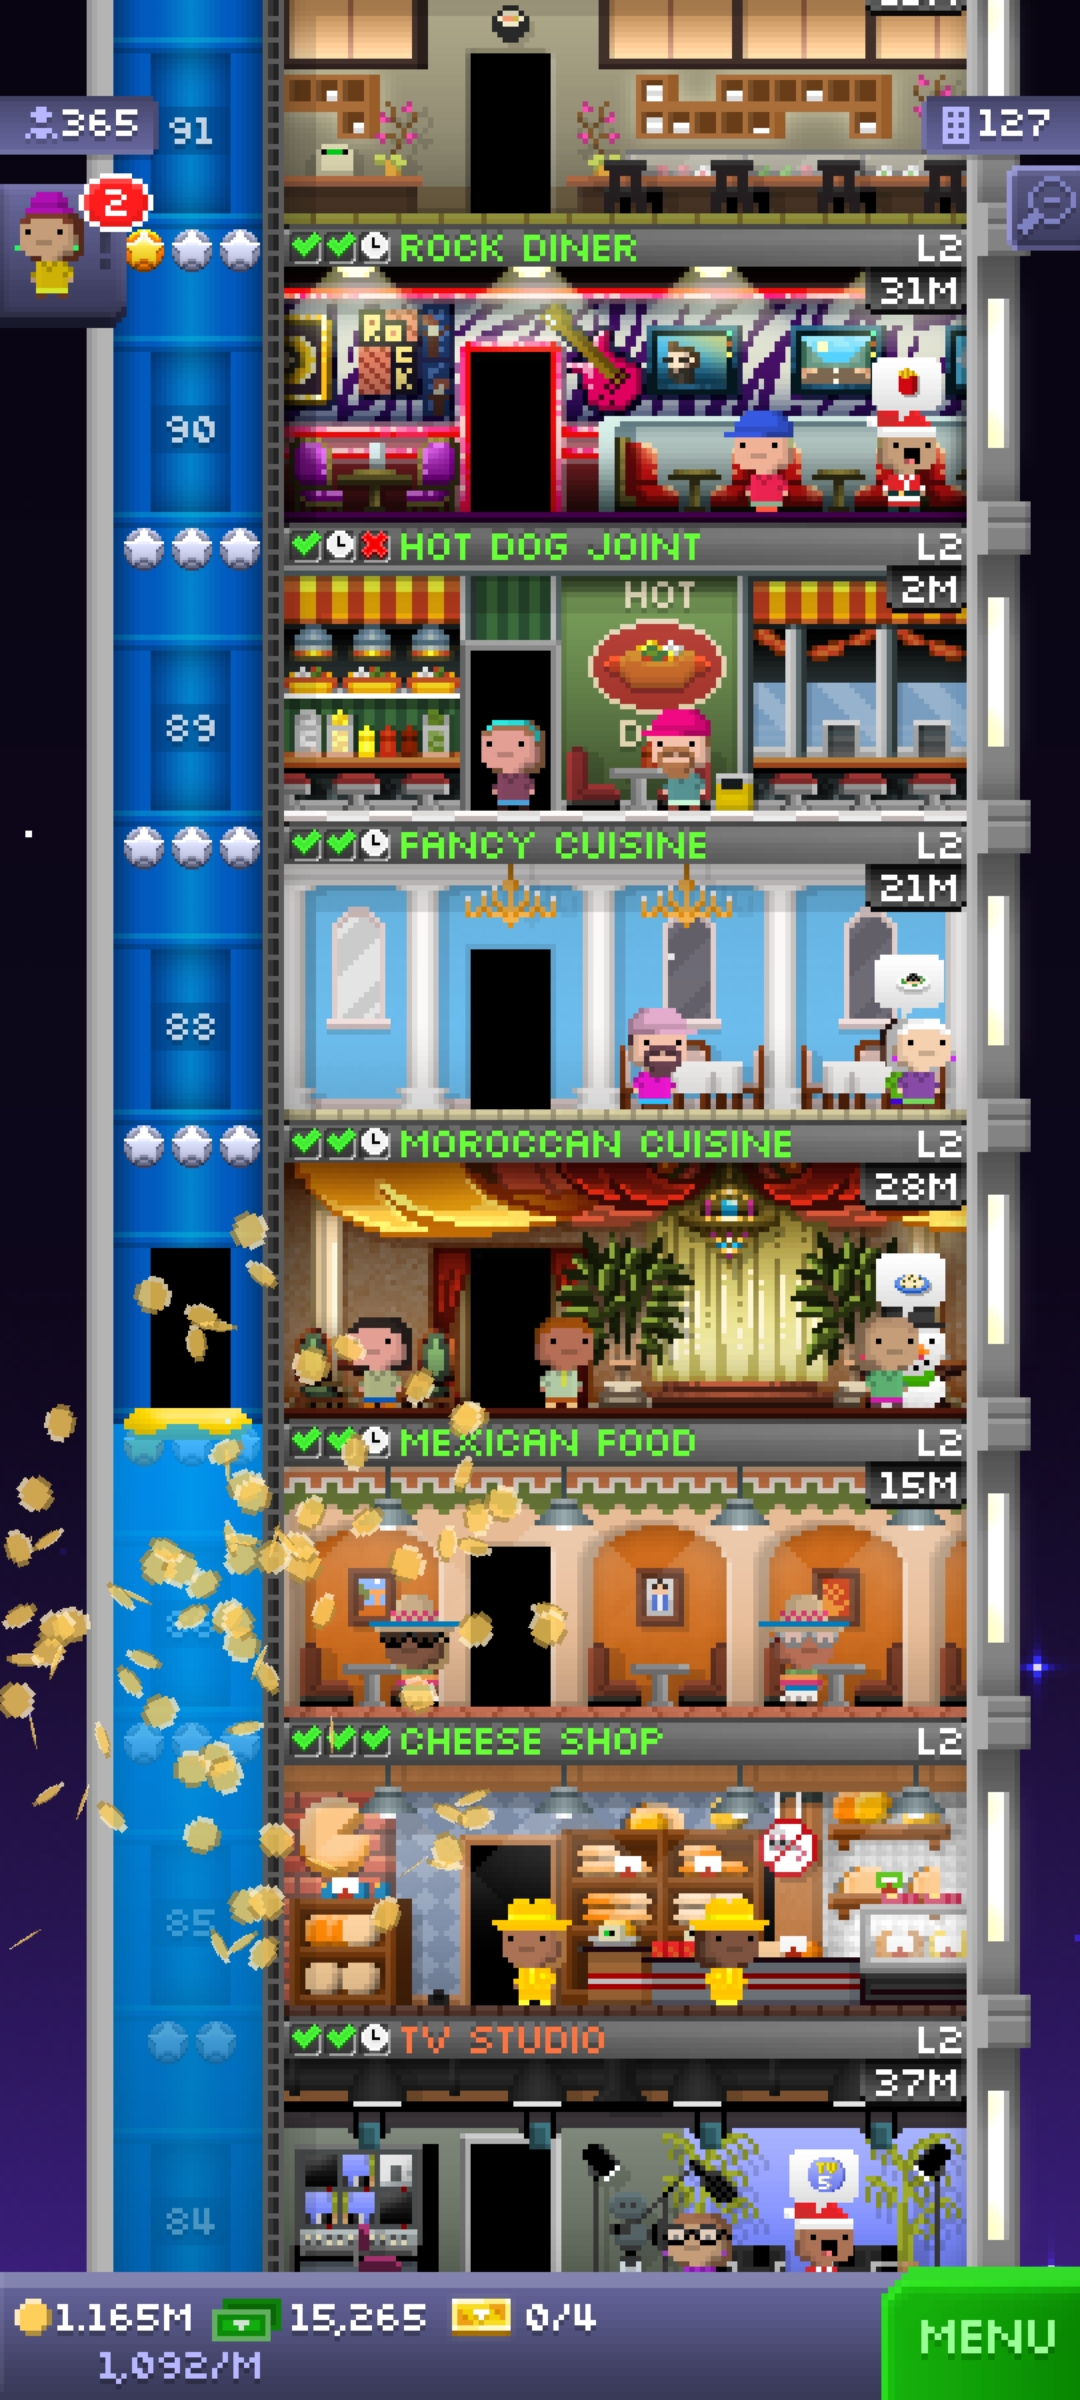 365
91
127
2
ROCK DINER L2
31M
ROCK
90
HOT DOG JOINT L2
2M
HOT
89
D
FANCY CUISINE L2
21M
88
MOROCCAN CUISINE L2
28M
MEXICAN FOOD L2
15M
CHEESE SHOP L2
85
TV STUDIO L2
37M
TV
5
84
1.165M 15,265 0/4
MENU
1,092/M